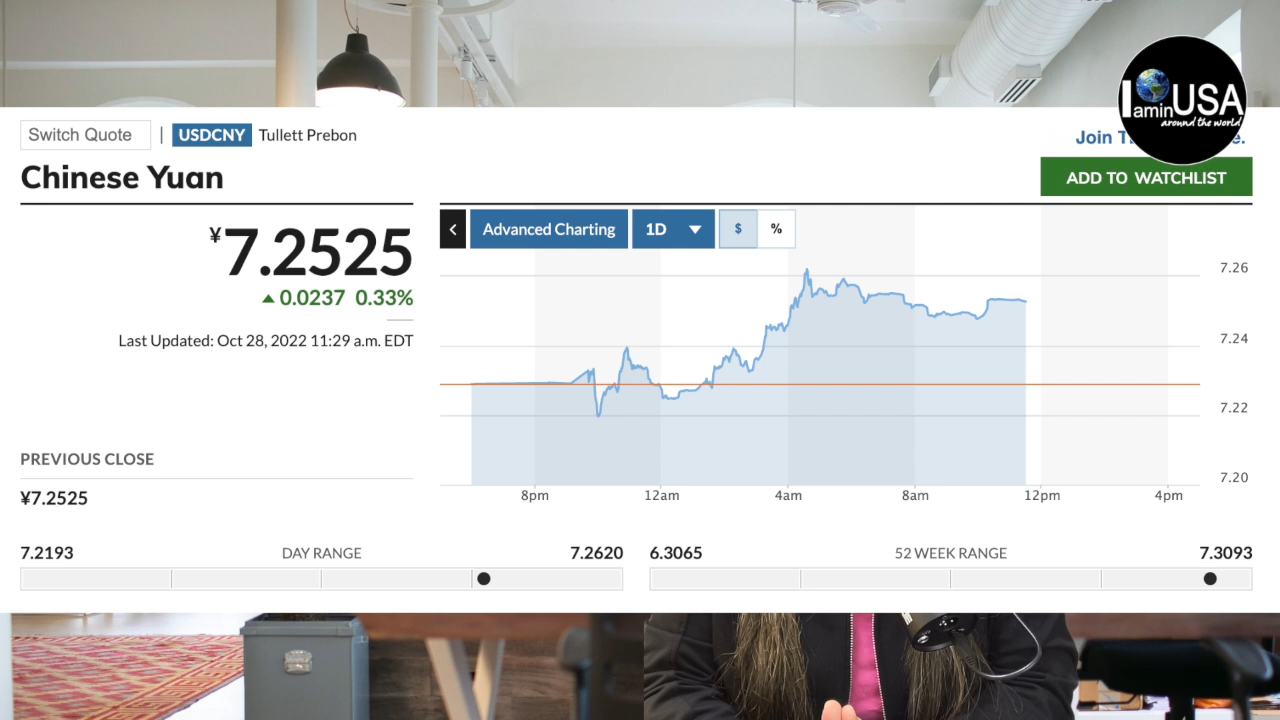 I aminUSA
around the world
Switch Quote | USDCNY Tullett Prebon
Join
e.
Chinese Yuan
ADD TO WATCHLIST
¥7.2525
0.0237 0.33%
Last Updated: Oct 28, 2022 11:29 a.m. EDT
PREVIOUS CLOSE
¥7.2525
< Advanced Charting 1D $ %
7.26
7.24
7.22
7.20
8pm 12am 4am 8am 12pm 4pm
7.2193 DAY RANGE 7.2620
6.3065 52 WEEK RANGE 7.3093